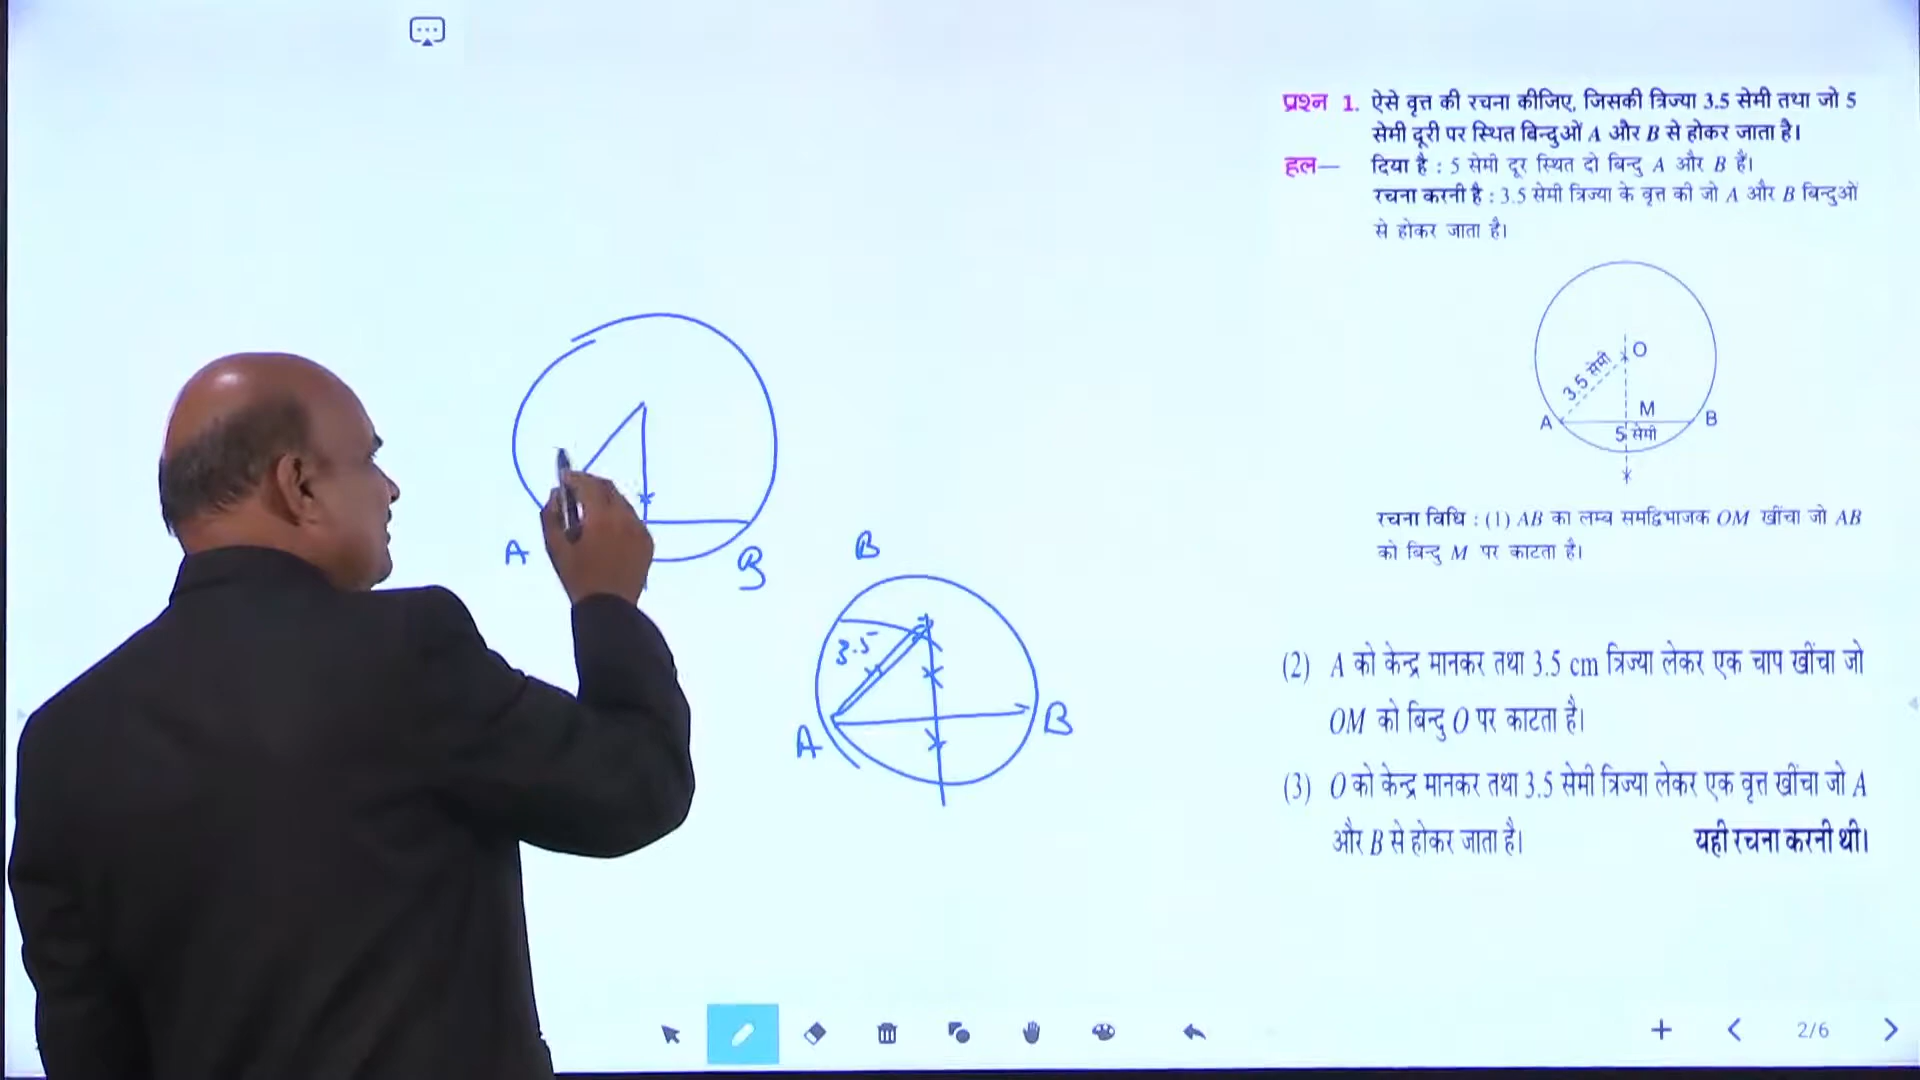 प्रश्न 1. ऐसे वृत्त की रचना कीजिए, जिसकी त्रिज्या 3.5 सेमी तथा जो 5
सेमी दूरी पर स्थित बिन्दुओं A और B से होकर जाता है।
हल— दिया है : 5 सेमी दूर स्थित दो बिन्दु A और B हैं।
रचना करनी है : 3.5 सेमी त्रिज्या के वृत्त की जो A और B बिन्दुओं
से होकर जाता है।
O
3.5 सेमी
M
A
B
5 सेमी
रचना विधि : (1) AB का लम्ब समद्विभाजक OM खींचा जो AB
को बिन्दु M पर काटता है।
(2) A को केन्द्र मानकर तथा 3.5 cm त्रिज्या लेकर एक चाप खींचा जो
OM को बिन्दु O पर काटता है।
(3) O को केन्द्र मानकर तथा 3.5 सेमी त्रिज्या लेकर एक वृत्त खींचा जो A
और B से होकर जाता है। यही रचना करनी थी।
A
B
B
3.5
A
B
2/6